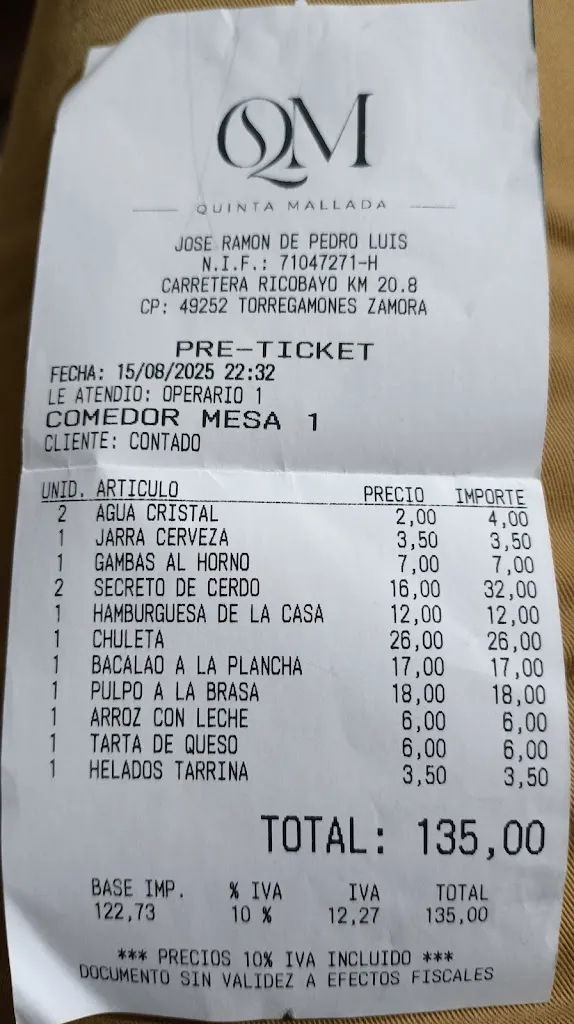 QM
QUINTA MALLADA
JOSE RAMON DE PEDRO LUIS
N.I.F.: 71047271-H
CARRETERA RICOBAYO KM 20.8
CP: 49252 TORREGAMONES ZAMORA
PRE-TICKET
FECHA: 15/08/2025 22:32
LE ATENDIO: OPERARIO 1
COMEDOR MESA 1
CLIENTE: CONTADO
UNID. ARTICULO PRECIO IMPORTE
2 AGUA CRISTAL 2,00 4,00
1 JARRA CERVEZA 3,50 3,50
1 GAMBAS AL HORNO 7,00 7,00
2 SECRETO DE CERDO 16,00 32,00
1 HAMBURGUESA DE LA CASA 12,00 12,00
1 CHULETA 26,00 26,00
1 BACALAO A LA PLANCHA 17,00 17,00
1 PULPO A LA BRASA 18,00 18,00
1 ARROZ CON LECHE 6,00 6,00
1 TARTA DE QUESO 6,00 6,00
1 HELADOS TARRINA 3,50 3,50
TOTAL: 135,00
BASE IMP. % IVA IVA TOTAL
122,73 10 % 12,27 135,00
*** PRECIOS 10% IVA INCLUIDO ***
DOCUMENTO SIN VALIDEZ A EFECTOS FISCALES